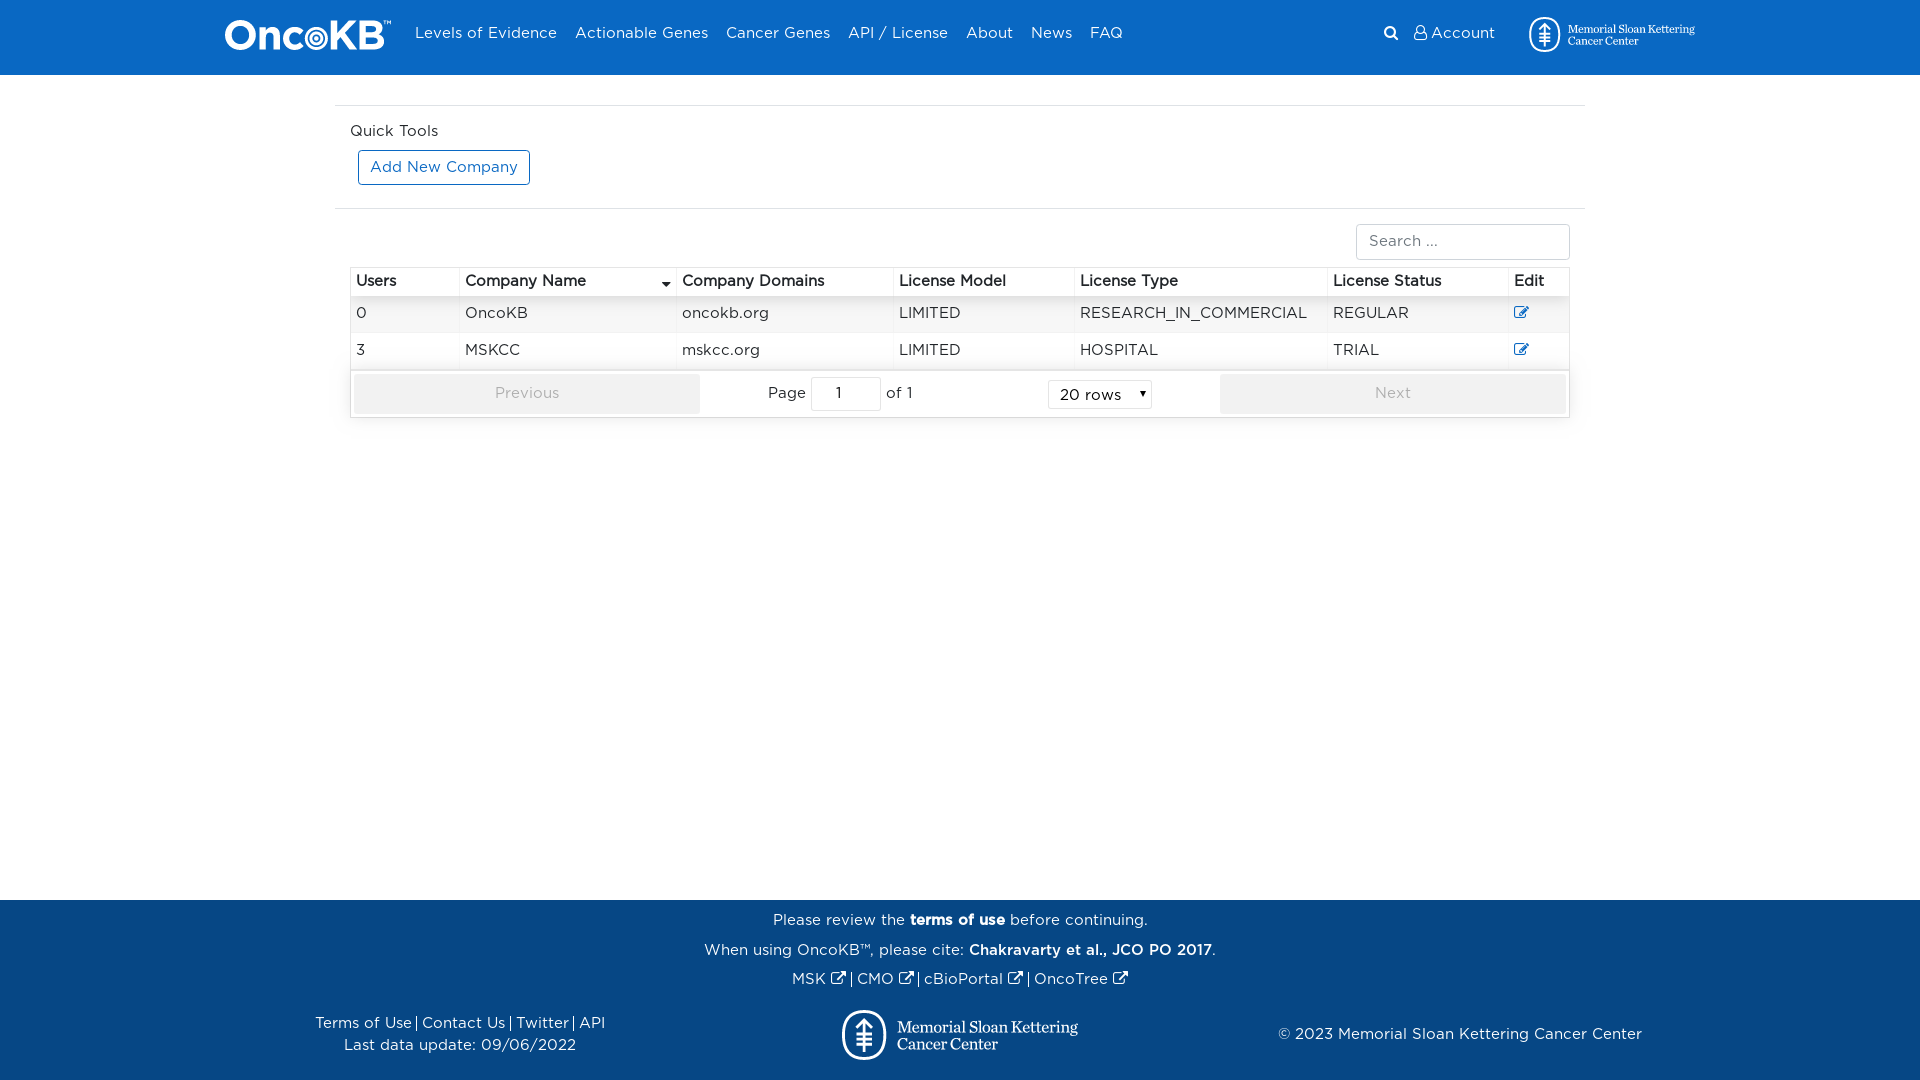 OncoKB™ Levels of Evidence Actionable Genes Cancer Genes API / License About News FAQ Account Memorial Sloan Kettering
Cancer Center
Quick Tools
Add New Company
Search ...
Users Company Name Company Domains License Model License Type License Status Edit
0 OncoKB oncokb.org LIMITED RESEARCH_IN_COMMERCIAL REGULAR
3 MSKCC mskcc.org LIMITED HOSPITAL TRIAL
Previous Page 1 of 1 20 rows Next
Please review the terms of use before continuing.
When using OncoKB™, please cite: Chakravarty et al., JCO PO 2017.
MSK | CMO | cBioPortal | OncoTree
Terms of Use | Contact Us | Twitter | API
Last data update: 09/06/2022
Memorial Sloan Kettering
Cancer Center
© 2023 Memorial Sloan Kettering Cancer Center